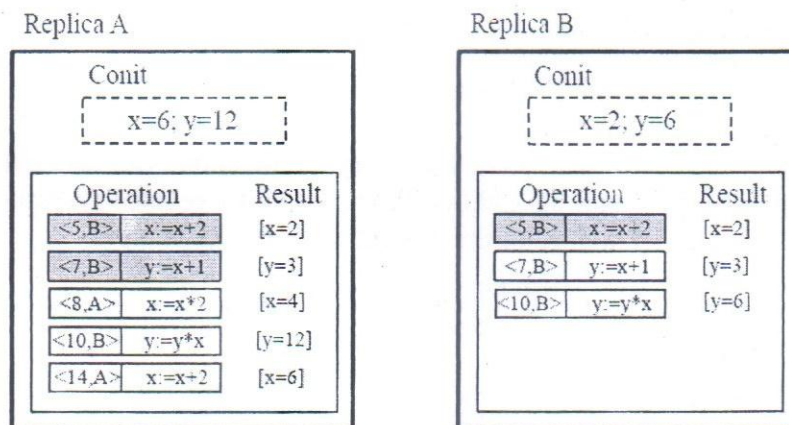 Replica A
Conit
x=6; y=12
Operation Result
<5,B> x:=x+2 [x=2]
<7,B> y:=x+1 [y=3]
<8,A> x:=x*2 [x=4]
<10,B> y:=y*x [y=12]
<14,A> x:=x+2 [x=6]
Replica B
Conit
x=2; y=6
Operation Result
<5,B> x:=x+2 [x=2]
<7,B> y:=x+1 [y=3]
<10,B> y:=y*x [y=6]